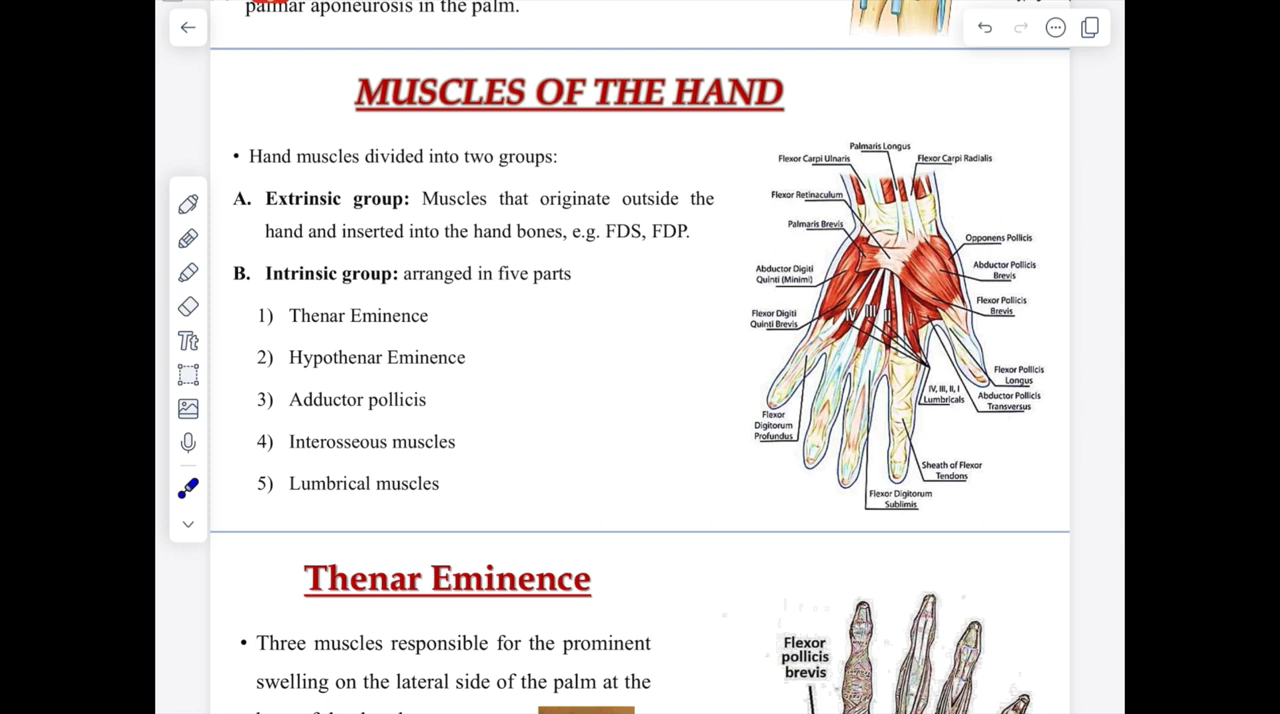 palmar aponeurosis in the palm.
MUSCLES OF THE HAND
• Hand muscles divided into two groups:
A. Extrinsic group: Muscles that originate outside the
hand and inserted into the hand bones, e.g. FDS, FDP.
B. Intrinsic group: arranged in five parts
1) Thenar Eminence
2) Hypothenar Eminence
3) Adductor pollicis
4) Interosseous muscles
5) Lumbrical muscles
Palmaris Longus
Flexor Carpi Ulnaris
Flexor Carpi Radialis
Flexor Retinaculum
Palmaris Brevis
Opponens Pollicis
Abductor Digiti
Quinti (Minimi)
Abductor Pollicis
Brevis
Flexor Pollicis
Brevis
Flexor Digiti
Quinti Brevis
IV III II I
Flexor Pollicis
Longus
IV, III, II, I
Lumbricals
Abductor Pollicis
Transversus
Flexor
Digitorum
Profundus
Sheath of Flexor
Tendons
Flexor Digitorum
Sublimis
Tt
Thenar Eminence
• Three muscles responsible for the prominent
swelling on the lateral side of the palm at the
Flexor
pollicis
brevis